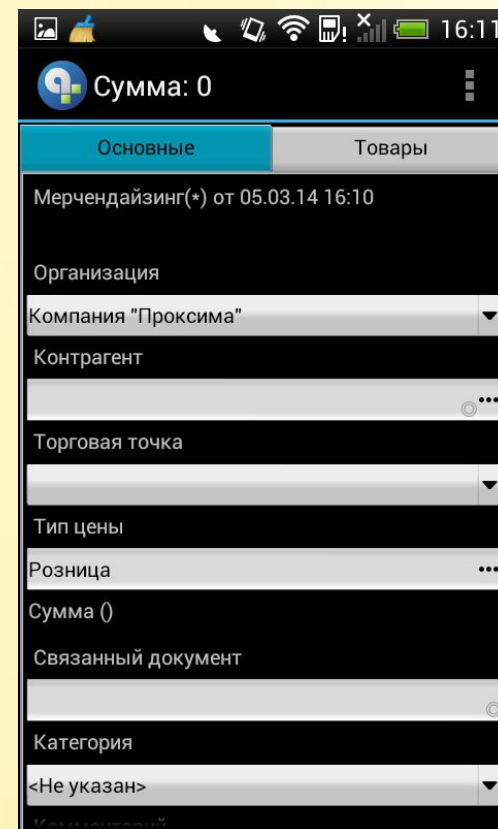 16:11
Сумма: 0
Основные
Товары
Мерчендайзинг(*) от 05.03.14 16:10
Организация
Компания "Проксима"
Контрагент
Торговая точка
Тип цены
Розница
Сумма ()
Связанный документ
Категория
<Не указан>
Комментарий